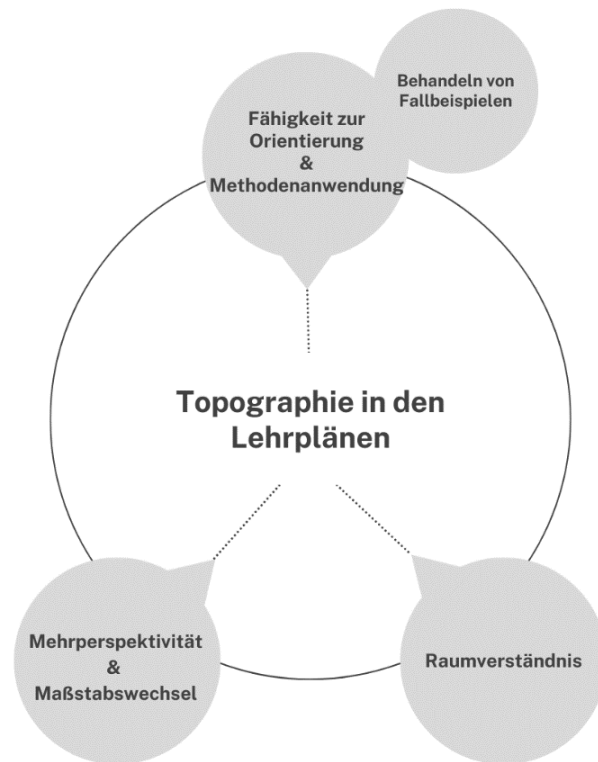 Behandeln von
Fallbeispielen
Fähigkeit zur
Orientierung
&
Methodenanwendung
Topographie in den
Lehrplänen
Mehrperspektivität
&
Maßstabswechsel
Raumverständnis